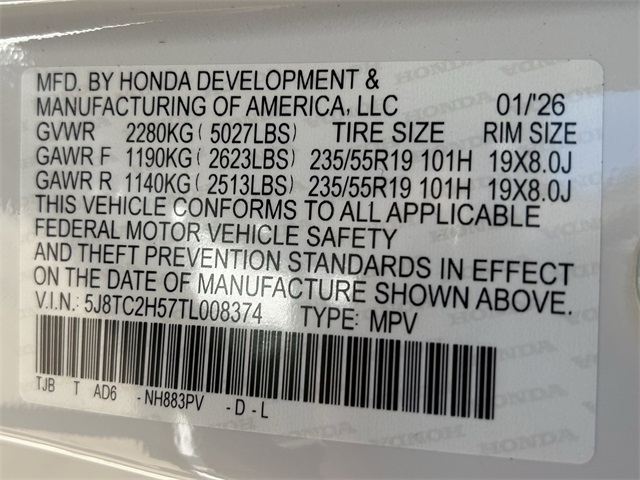 MFD. BY HONDA DEVELOPMENT &
MANUFACTURING OF AMERICA, LLC 01/'26
GVWR 2280KG(5027LBS) TIRE SIZE RIM SIZE
GAWR F 1190KG(2623LBS) 235/55R19 101H 19X8.0J
GAWR R 1140KG(2513LBS) 235/55R19 101H 19X8.0J
THIS VEHICLE CONFORMS TO ALL APPLICABLE
FEDERAL MOTOR VEHICLE SAFETY
AND THEFT PREVENTION STANDARDS IN EFFECT
ON THE DATE OF MANUFACTURE SHOWN ABOVE.
V.I.N.: 5J8TC2H57TL008374 TYPE: MPV
TJB T AD6 -NH883PV -D-L